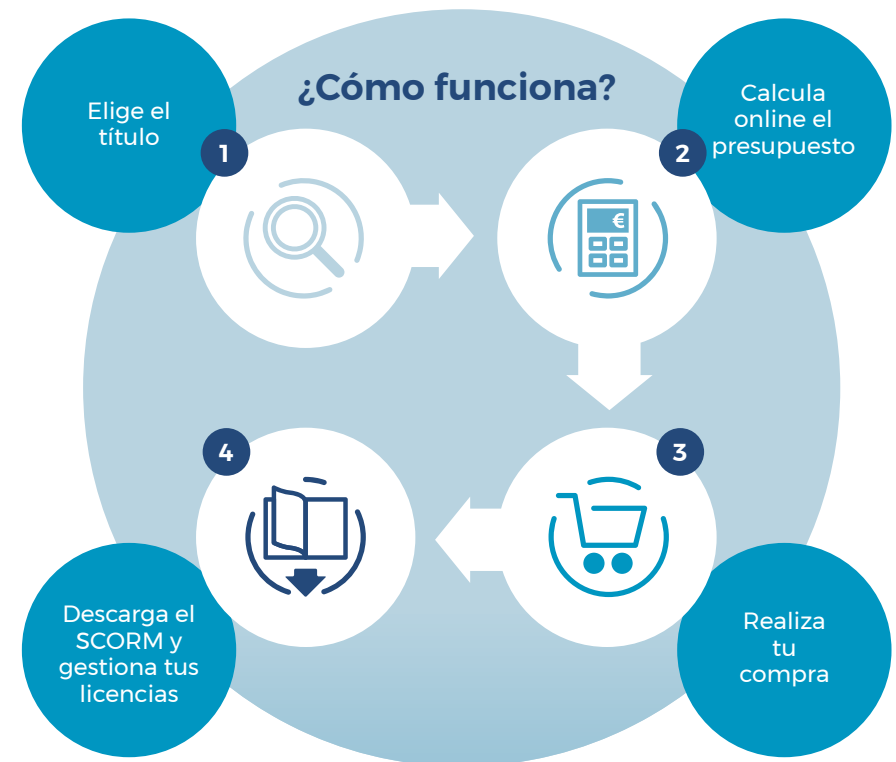 ¿Cómo funciona?
Elige el
título
1
Calcula
online el
presupuesto
2
€
3
Realiza
tu
compra
4
Descarga el
SCORM y
gestiona tus
licencias